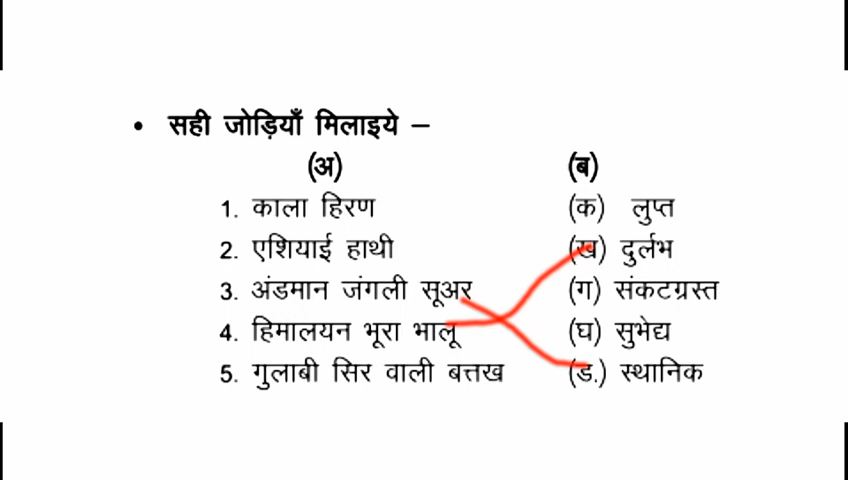 • सही जोड़ियाँ मिलाइये –
(अ) (ब)
1. काला हिरण (क) लुप्त
2. एशियाई हाथी (ख) दुर्लभ
3. अंडमान जंगली सूअर (ग) संकटग्रस्त
4. हिमालयन भूरा भालू (घ) सुभेद्य
5. गुलाबी सिर वाली बत्तख (ड.) स्थानिक